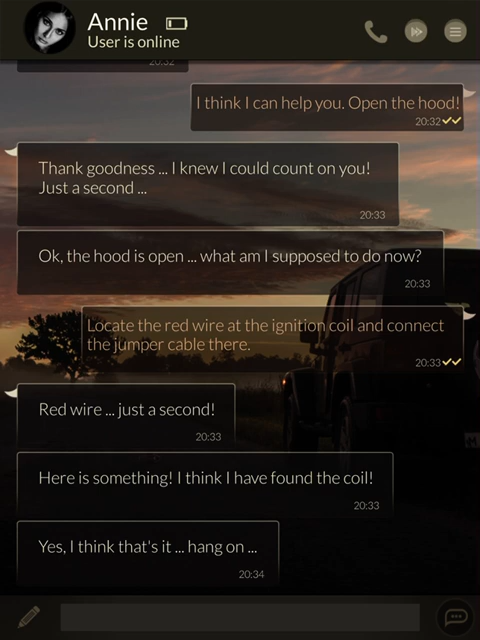 Annie
User is online
20:32
I think I can help you. Open the hood!
20:32
Thank goodness ... I knew I could count on you!
Just a second ...
20:33
Ok, the hood is open ... what am I supposed to do now?
20:33
Locate the red wire at the ignition coil and connect
the jumper cable there.
20:33
Red wire ... just a second!
20:33
Here is something! I think I have found the coil!
20:33
Yes, I think that's it ... hang on ...
20:34